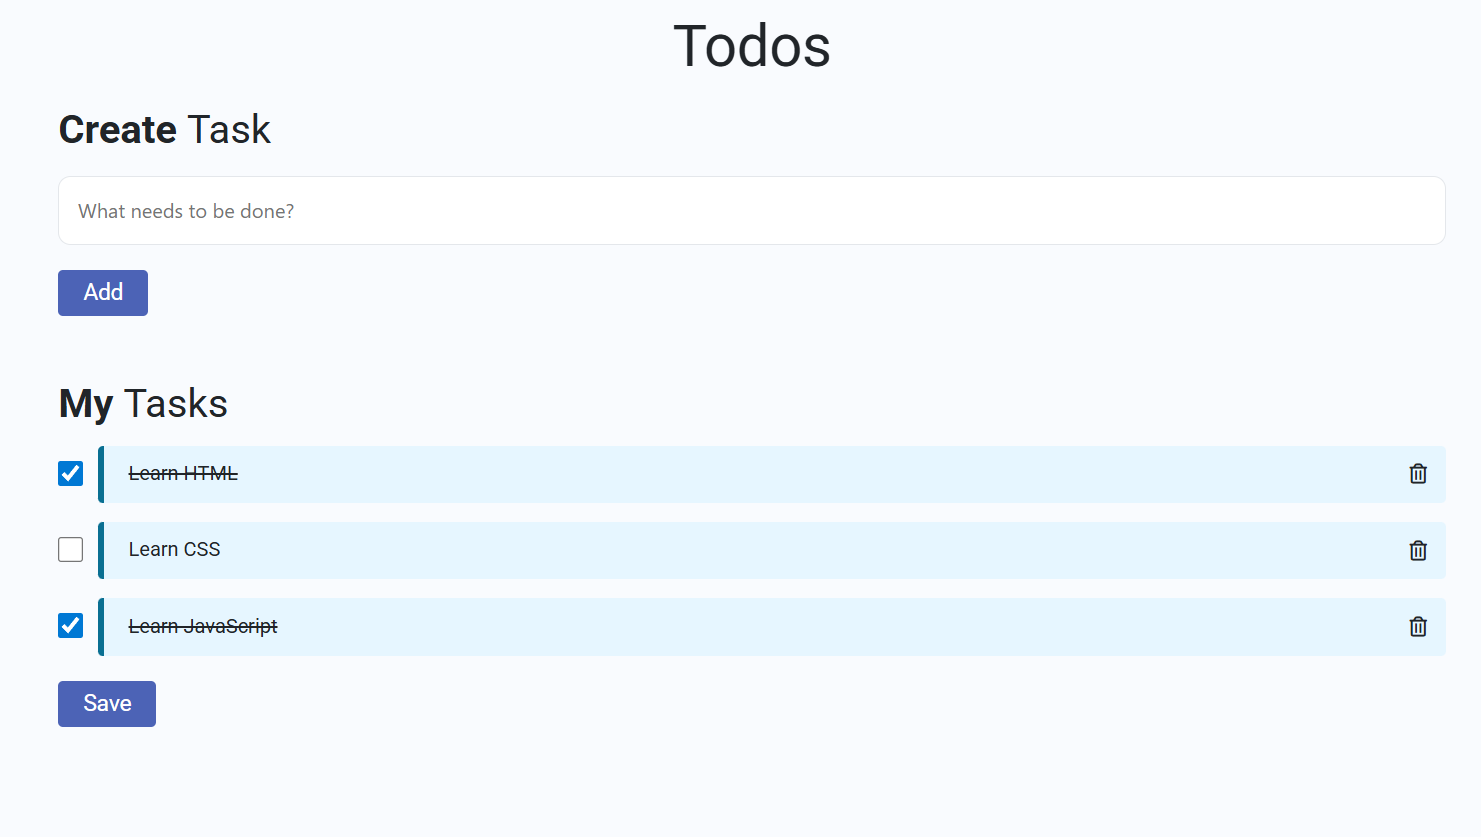 Todos
Create Task
What needs to be done?
Add
My Tasks
Learn HTML
Learn CSS
Learn JavaScript
Save